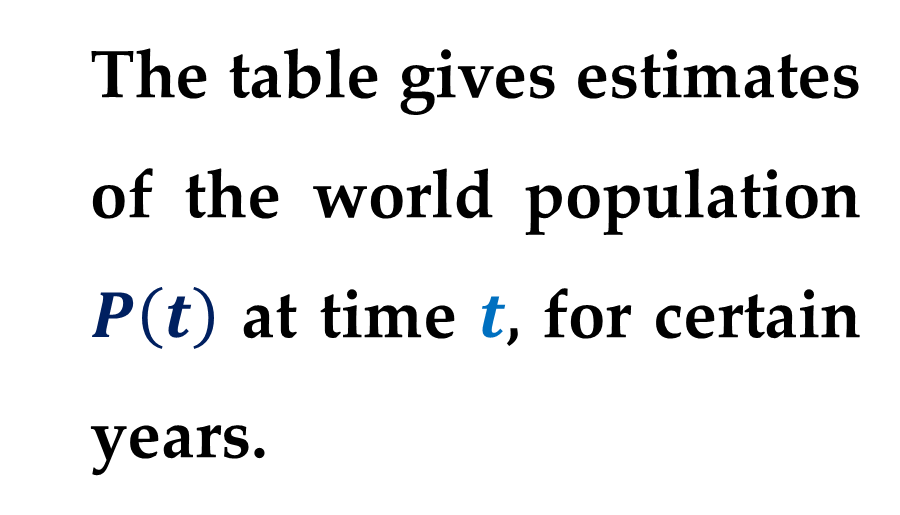 The table gives estimates
of the world population
P(t) at time t, for certain
years.